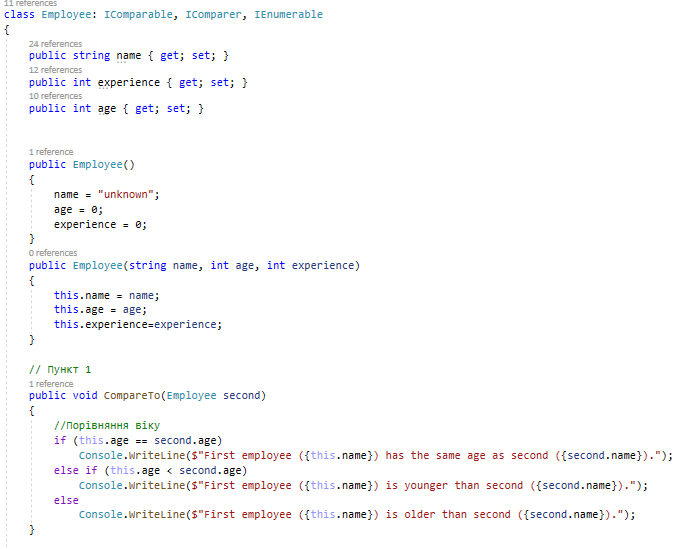 11 references
class Employee: IComparable, IComparer, IEnumerable
{
24 references
public string name { get; set; }
12 references
public int experience { get; set; }
10 references
public int age { get; set; }
1 reference
public Employee()
{
name = "unknown";
age = 0;
experience = 0;
}
0 references
public Employee(string name, int age, int experience)
{
this.name = name;
this.age = age;
this.experience=experience;
}
// Пункт 1
1 reference
public void CompareTo(Employee second)
{
//Порівняння віку
if (this.age == second.age)
Console.WriteLine($"First employee ({this.name}) has the same age as second ({second.name}).");
else if (this.age < second.age)
Console.WriteLine($"First employee ({this.name}) is younger than second ({second.name}).");
else
Console.WriteLine($"First employee ({this.name}) is older than second ({second.name}).");
}